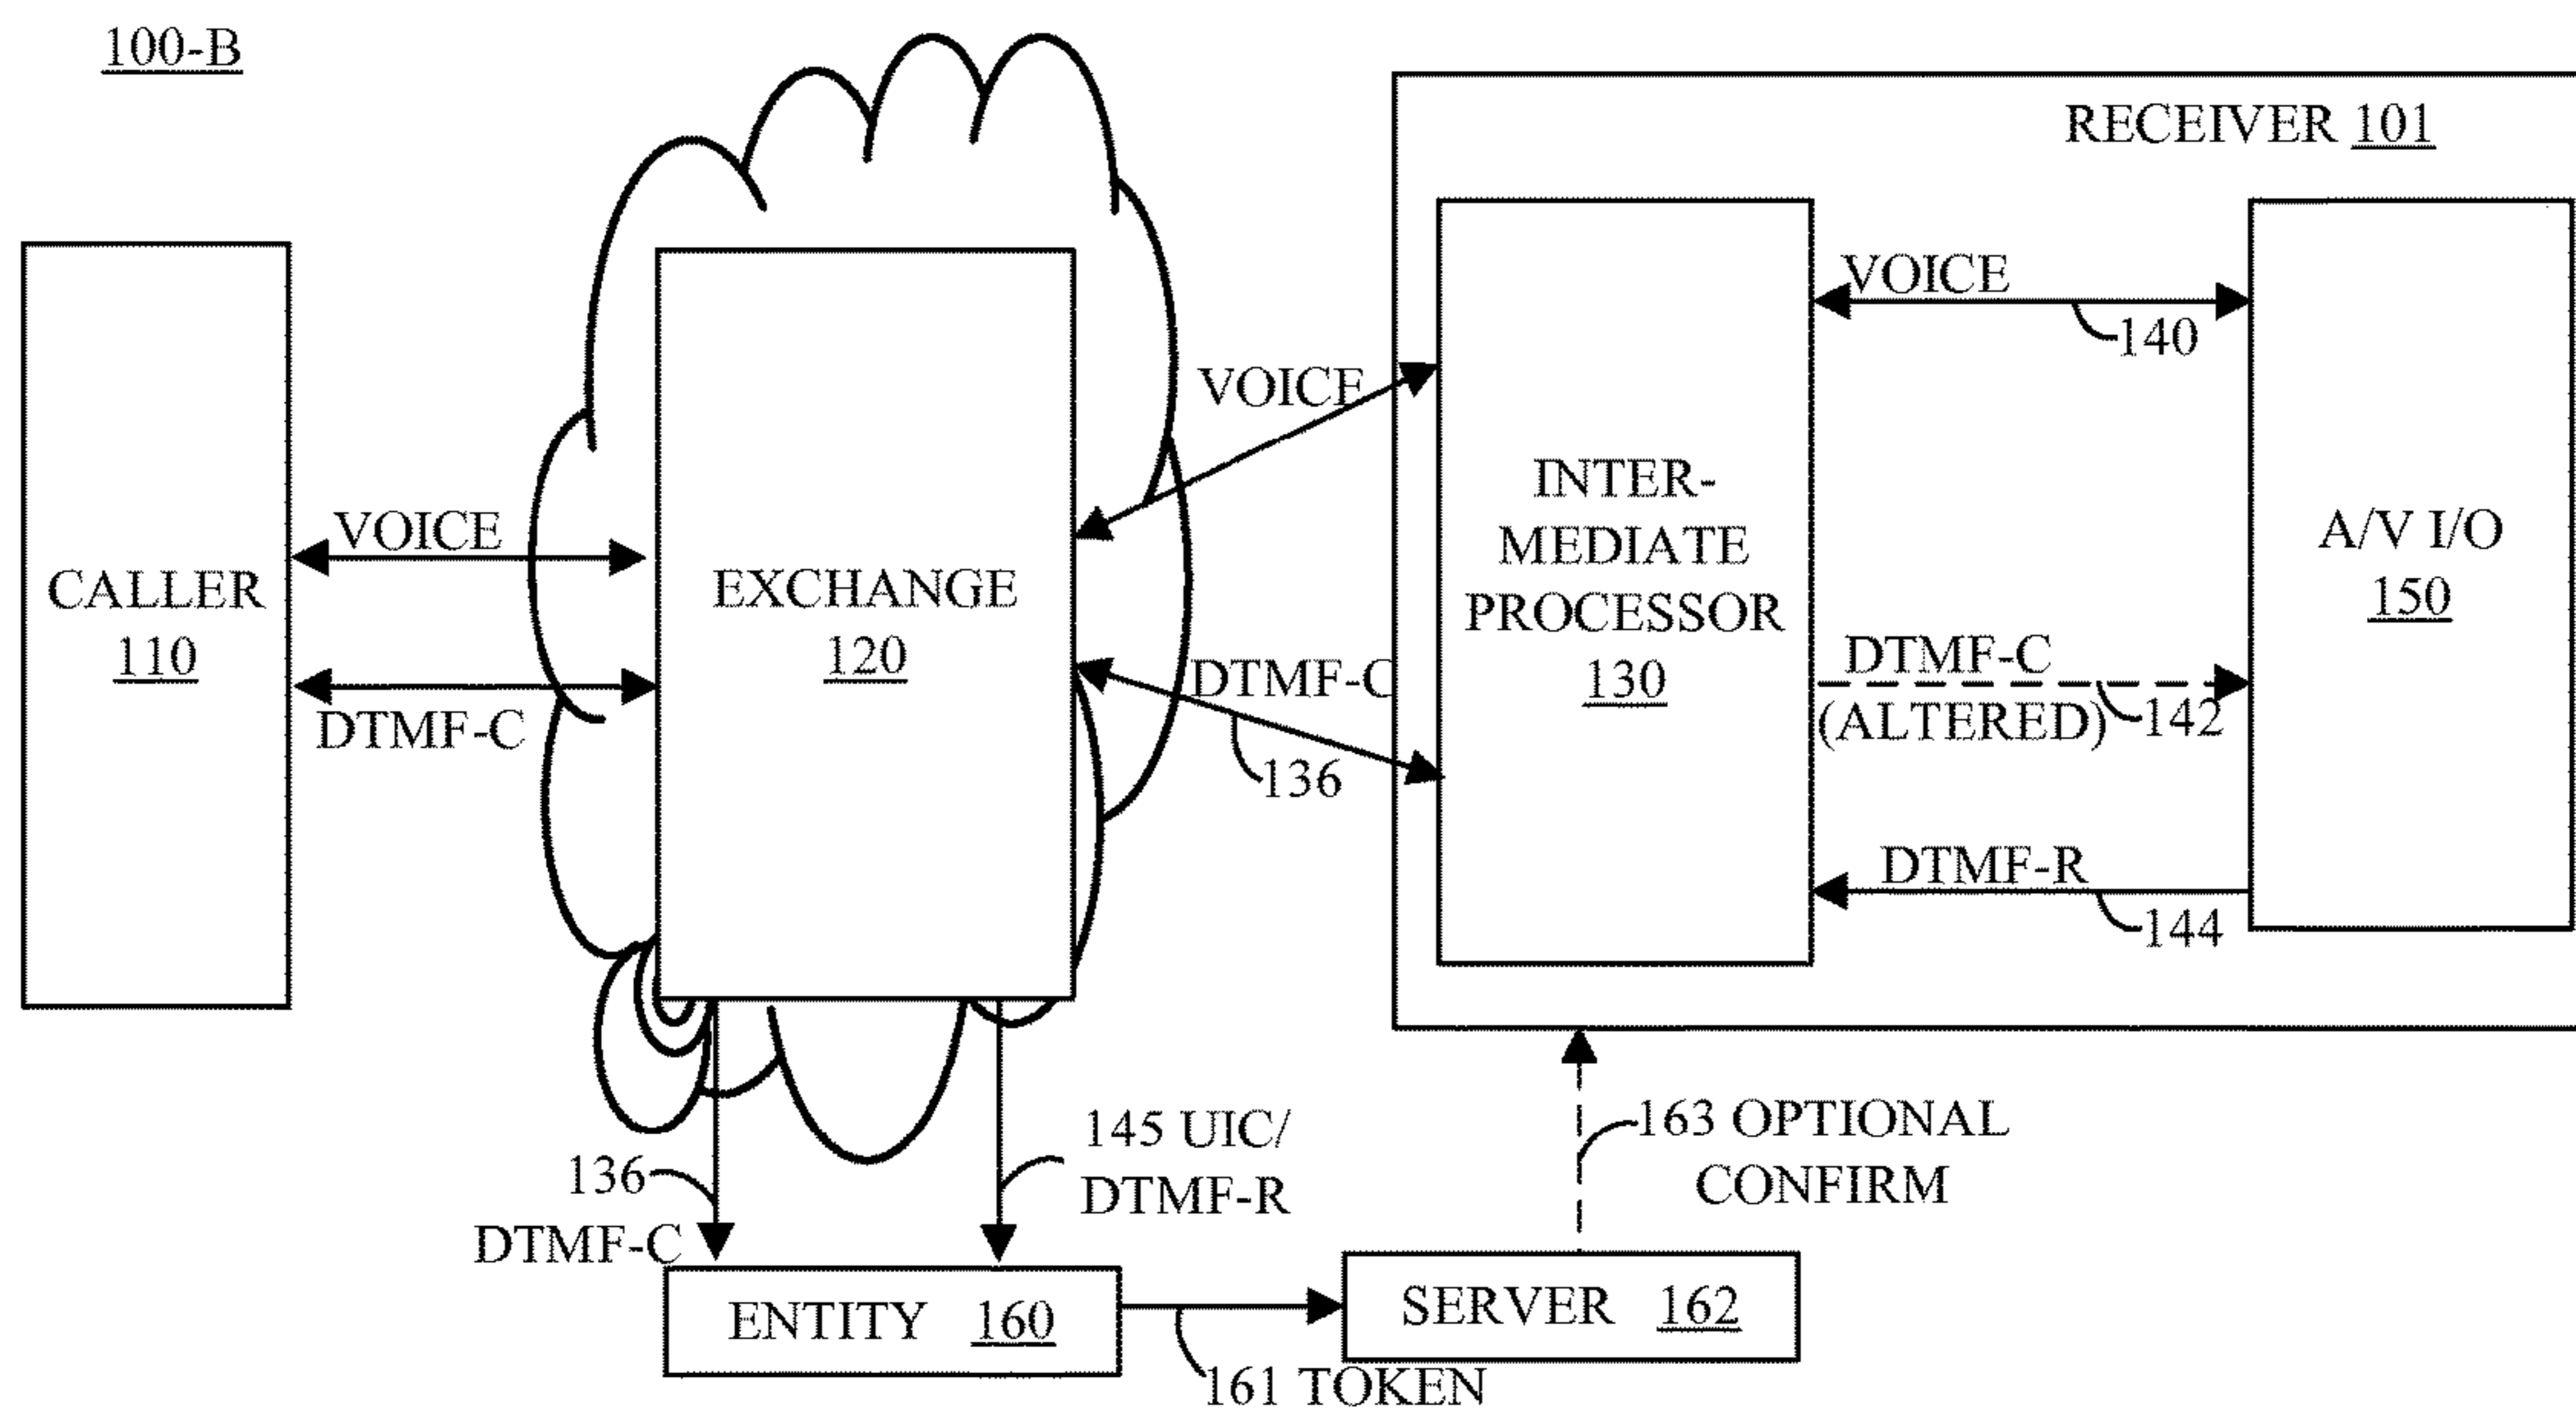 100-B
RECEIVER 101
CALLER
110
VOICE
DTMF-C
EXCHANGE
120
VOICE
DTMF-C
136
INTER-
MEDIATE
PROCESSOR
130
VOICE
140
DTMF-C
(ALTERED)
142
DTMF-R
144
A/V I/O
150
136
DTMF-C
145 UIC/
DTMF-R
163 OPTIONAL
CONFIRM
ENTITY 160
161 TOKEN
SERVER 162